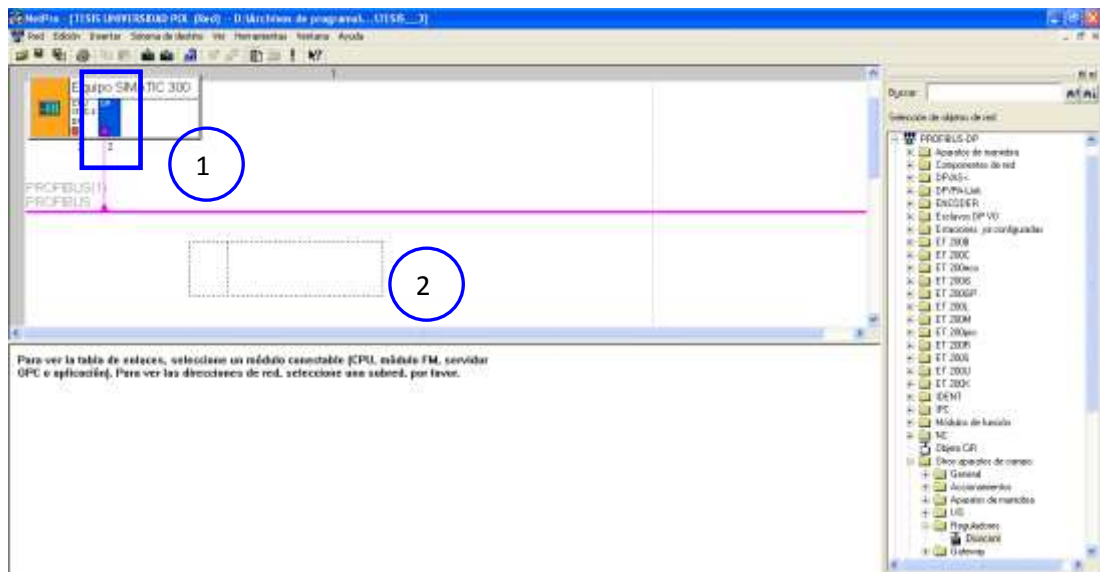 NetPro - [TESIS UNIVERSIDAD POL (Red) -- D:\Archivos de programa\...\TESIS__3]
Red Edición Insertar Sistema de destino Ver Herramientas Ventana Ayuda
1
Equipo SIMATIC 300
DP
2
1
PROFIBUS(1)
PROFIBUS
2
Para ver la tabla de enlaces, seleccione un módulo conectable (CPU, módulo FM, servidor
OPC o aplicación). Para ver las direcciones de red, seleccione una subred, por favor.
Buscar:
Selección de objetos de red
PROFIBUS-DP
Aparatos de maniobra
Componentes de red
DP/AS-i
DP/PA-Link
ENCODER
Esclavos DP V0
Estaciones ya configuradas
ET 200B
ET 200C
ET 200eco
ET 200iS
ET 200iSP
ET 200L
ET 200M
ET 200pro
ET 200R
ET 200S
ET 200U
ET 200X
IDENT
IPC
Módulos de función
NC
Objeto CiR
Otros aparatos de campo
General
Accionamientos
Aparatos de maniobra
I/O
Reguladores
Gateway